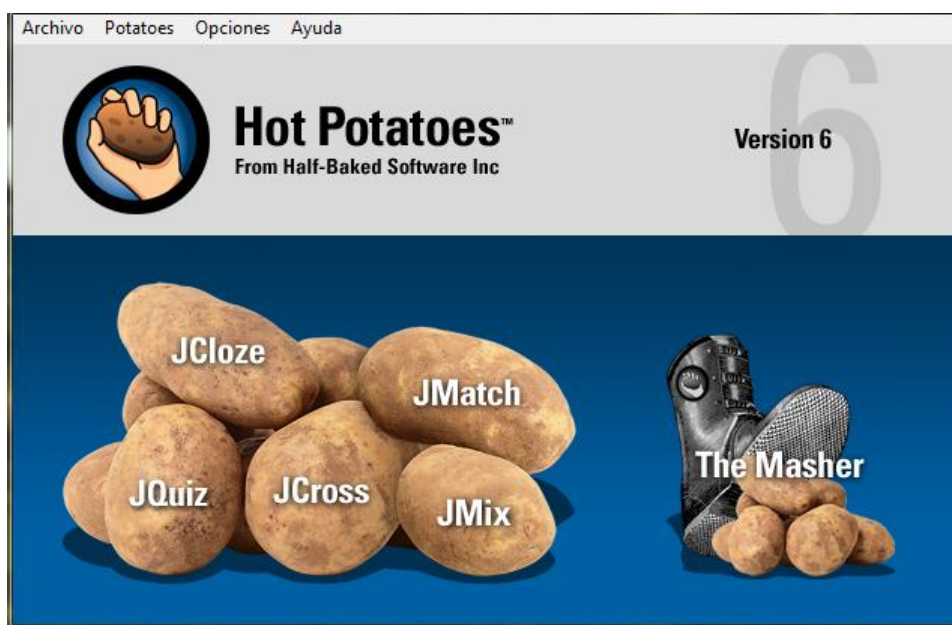 Archivo Potatoes Opciones Ayuda
Hot Potatoes™
From Half-Baked Software Inc
6
Version 6
JCloze
JMatch
JQuiz
JCross
JMix
The Masher